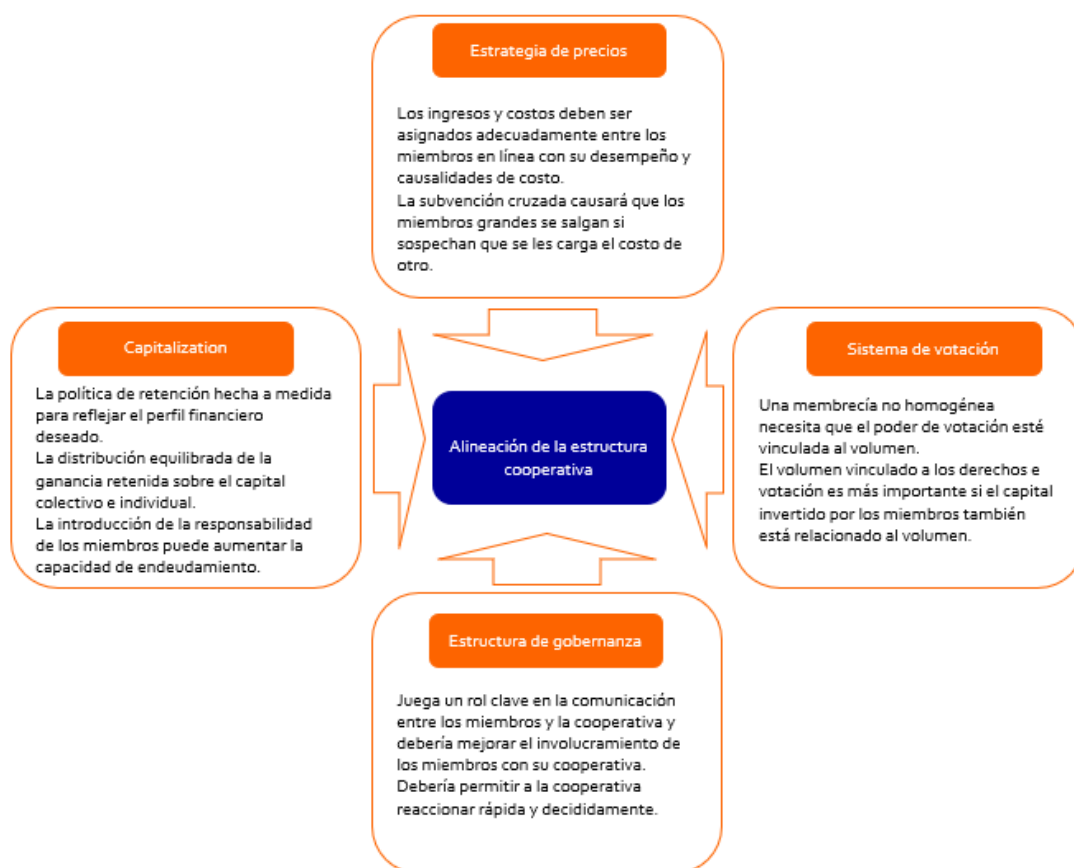 Estrategia de precios
Los ingresos y costos deben ser
asignados adecuadamente entre los
miembros en línea con su desempeño y
causalidades de costo.
La subvención cruzada causará que los
miembros grandes se salgan si
sospechan que se les carga el costo de
otro.
Capitalization
La política de retención hecha a medida
para reflejar el perfil financiero
deseado.
La distribución equilibrada de la
ganancia retenida sobre el capital
colectivo e individual.
La introducción de la responsabilidad
de los miembros puede aumentar la
capacidad de endeudamiento.
Alineación de la estructura
cooperativa
Sistema de votación
Una membrecía no homogénea
necesita que el poder de votación esté
vinculada al volumen.
El volumen vinculado a los derechos e
votación es más importante si el capital
invertido por los miembros también
está relacionado al volumen.
Estructura de gobernanza
Juega un rol clave en la comunicación
entre los miembros y la cooperativa y
debería mejorar el involucramiento de
los miembros con su cooperativa.
Debería permitir a la cooperativa
reaccionar rápida y decididamente.